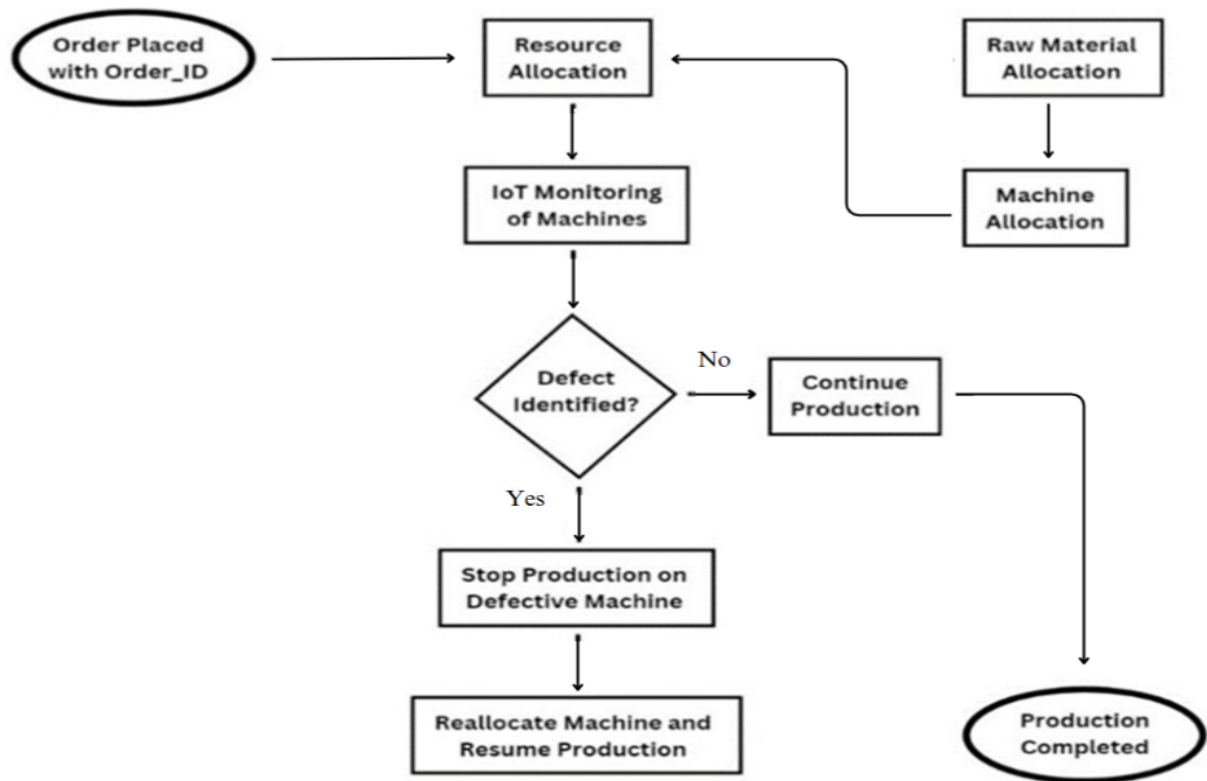 Order Placed
with Order_ID
Resource
Allocation
Raw Material
Allocation
IoT Monitoring
of Machines
Machine
Allocation
Defect
Identified?
No
Continue
Production
Yes
Stop Production on
Defective Machine
Reallocate Machine and
Resume Production
Production
Completed